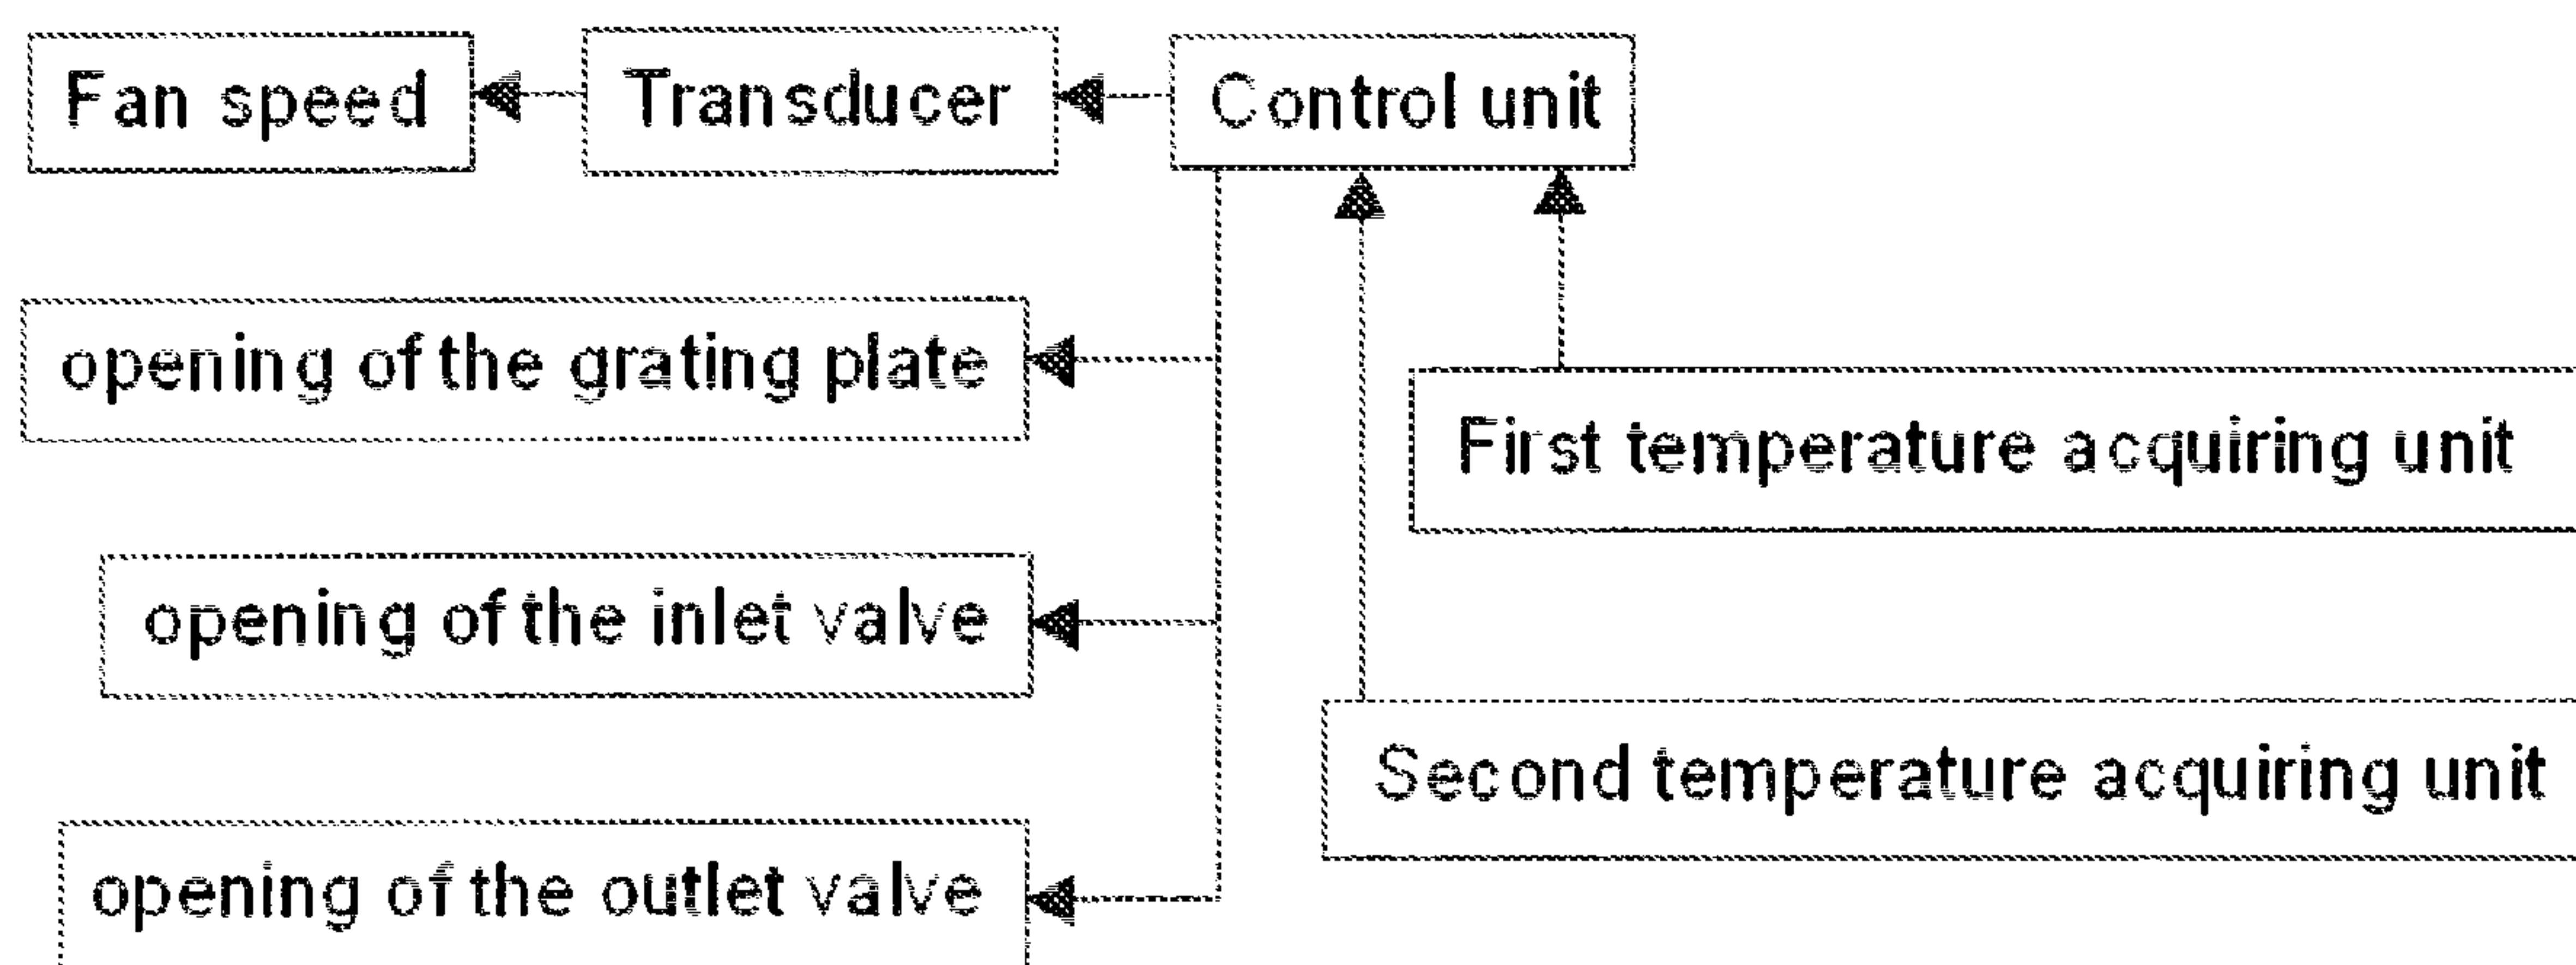 Fan speed
Transducer
Control unit
opening of the grating plate
First temperature acquiring unit
opening of the inlet valve
Second temperature acquiring unit
opening of the outlet valve